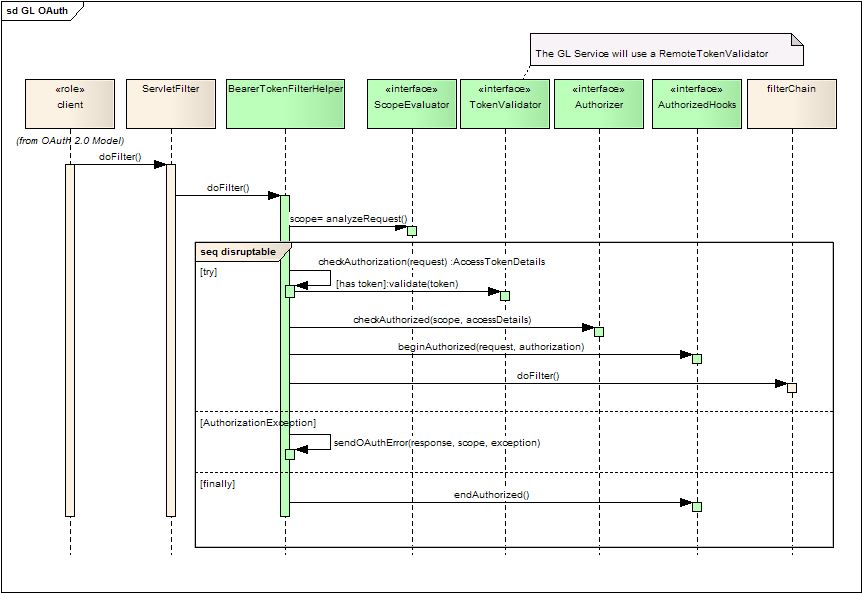 sd GL OAuth
The GL Service will use a RemoteTokenValidator
«role»
client
ServletFilter
BearerTokenFilterHelper
«interface»
ScopeEvaluator
«interface»
TokenValidator
«interface»
Authorizer
«interface»
AuthorizedHooks
filterChain
(from OAuth 2.0 Model)
doFilter()
doFilter()
scope= analyzeRequest()
seq disruptable
checkAuthorization(request) :AccessTokenDetails
[try]
[has token]:validate(token)
checkAuthorized(scope, accessDetails)
beginAuthorized(request, authorization)
doFilter()
[AuthorizationException]
sendOAuthError(response, scope, exception)
[finally]
endAuthorized()